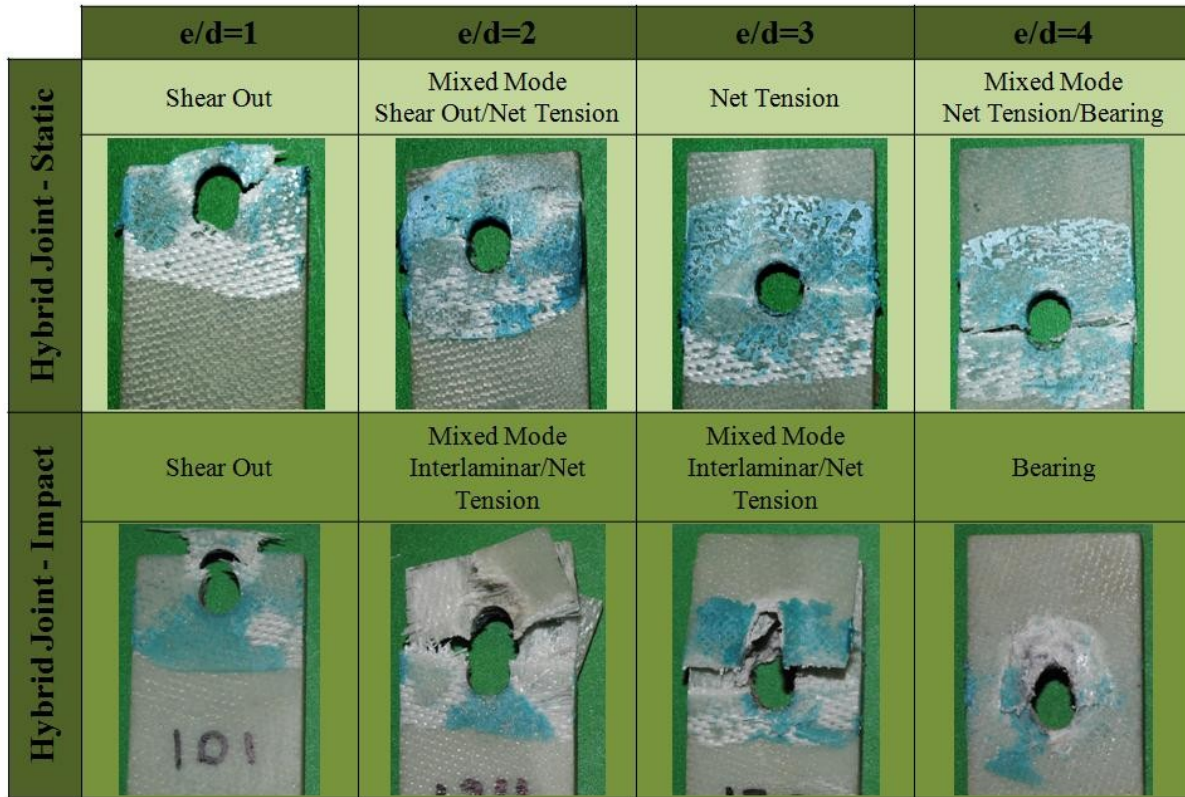 e/d=1
e/d=2
e/d=3
e/d=4
Hybrid Joint - Static
Shear Out
Mixed Mode
Shear Out/Net Tension
Net Tension
Mixed Mode
Net Tension/Bearing
Hybrid Joint - Impact
Shear Out
Mixed Mode
Interlaminar/Net
Tension
Mixed Mode
Interlaminar/Net
Tension
Bearing
101